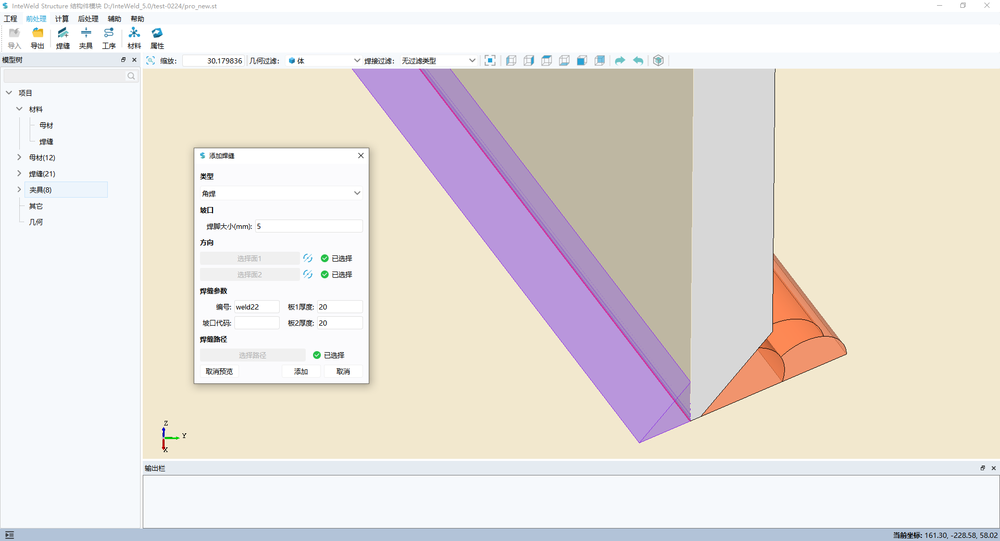 InteWeld Structure 结构件模块 D:/InteWeld_5.0/test-0224/pro_new.st
工程 前处理 计算 后处理 辅助 帮助
导入 导出 焊缝 夹具 工序 材料 属性
模型树
缩放: 30.179836 几何过滤: 体 焊接过滤: 无过滤类型
项目
材料
母材
焊缝
母材(12)
焊缝(21)
夹具(8)
其它
几何
添加焊缝
类型
角焊
坡口
焊脚大小(mm): 5
方向
选择面1 已选择
选择面2 已选择
焊缝参数
编号: weld22 板1厚度: 20
坡口代码: 板2厚度: 20
焊缝路径
选择路径 已选择
取消预览 添加 取消
Z
Y
X
输出栏
当前坐标: 161.30, -228.58, 58.02